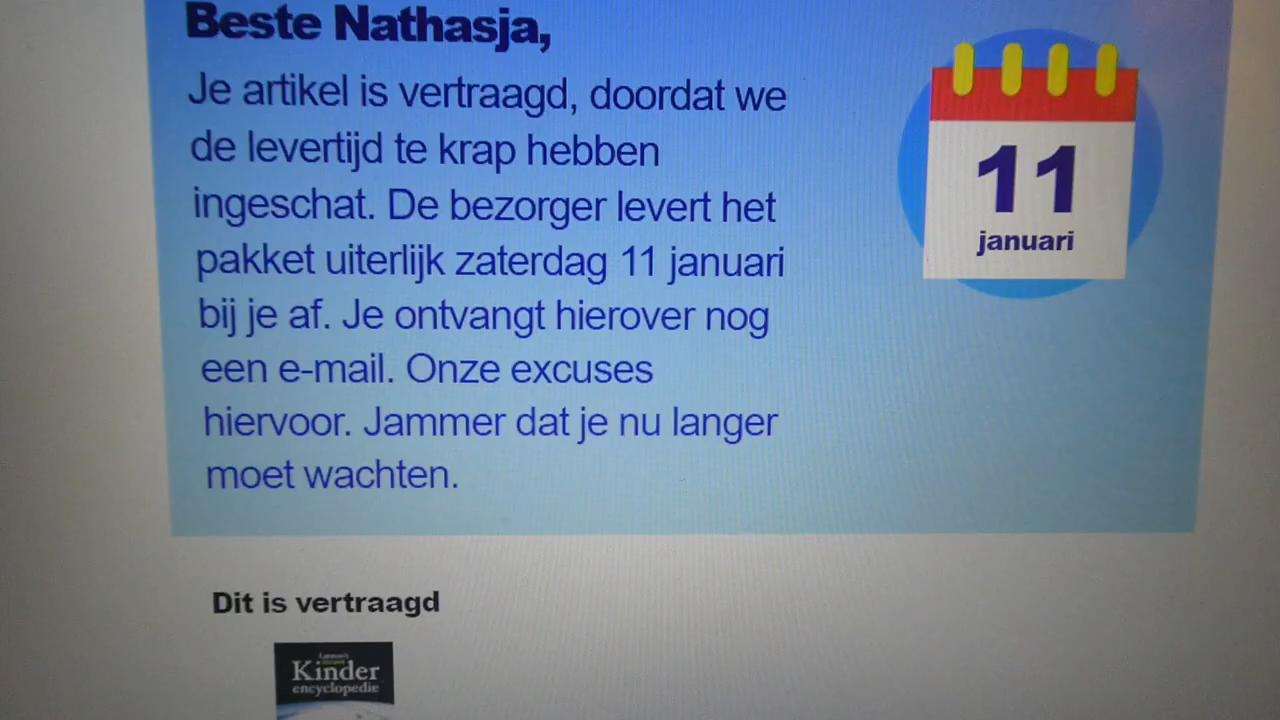 Beste Nathasja,
Je artikel is vertraagd, doordat we
de levertijd te krap hebben
ingeschat. De bezorger levert het
pakket uiterlijk zaterdag 11 januari
bij je af. Je ontvangt hierover nog
een e-mail. Onze excuses
hiervoor. Jammer dat je nu langer
moet wachten.
11
januari
Dit is vertraagd
Kinder
encyclopedie